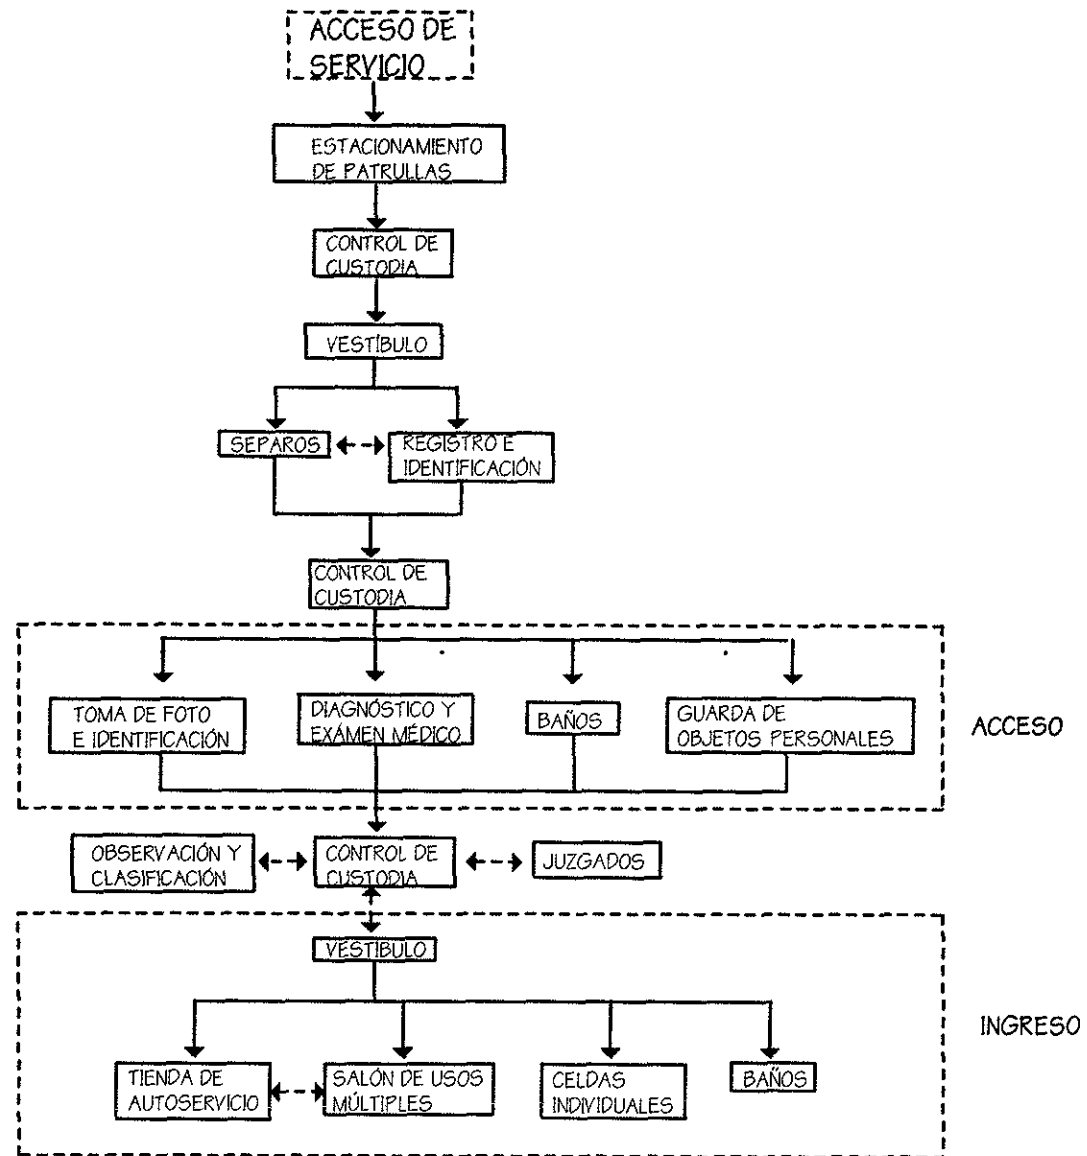 ACCESO DE
SERVICIO
ESTACIONAMIENTO
DE PATRULLAS
CONTROL DE
CUSTODIA
VESTÍBULO
SEPAROS
REGISTRO E
IDENTIFICACIÓN
CONTROL DE
CUSTODIA
TOMA DE FOTO
E IDENTIFICACIÓN
DIAGNÓSTICO Y
EXÁMEN MÉDICO
BAÑOS
GUARDA DE
OBJETOS PERSONALES
ACCESO
OBSERVACIÓN Y
CLASIFICACIÓN
CONTROL DE
CUSTODIA
JUZGADOS
VESTÍBULO
INGRESO
TIENDA DE
AUTOSERVICIO
SALÓN DE USOS
MÚLTIPLES
CELDAS
INDIVIDUALES
BAÑOS